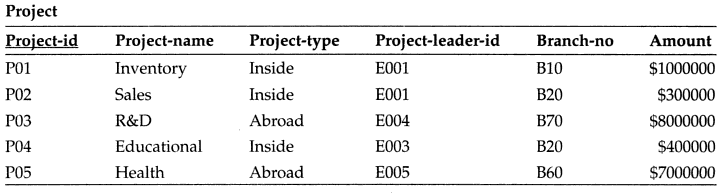 Project
Project-id Project-name Project-type Project-leader-id Branch-no Amount
P01 Inventory Inside E001 B10 $1000000
P02 Sales Inside E001 B20 $300000
P03 R&D Abroad E004 B70 $8000000
P04 Educational Inside E003 B20 $400000
P05 Health Abroad E005 B60 $7000000